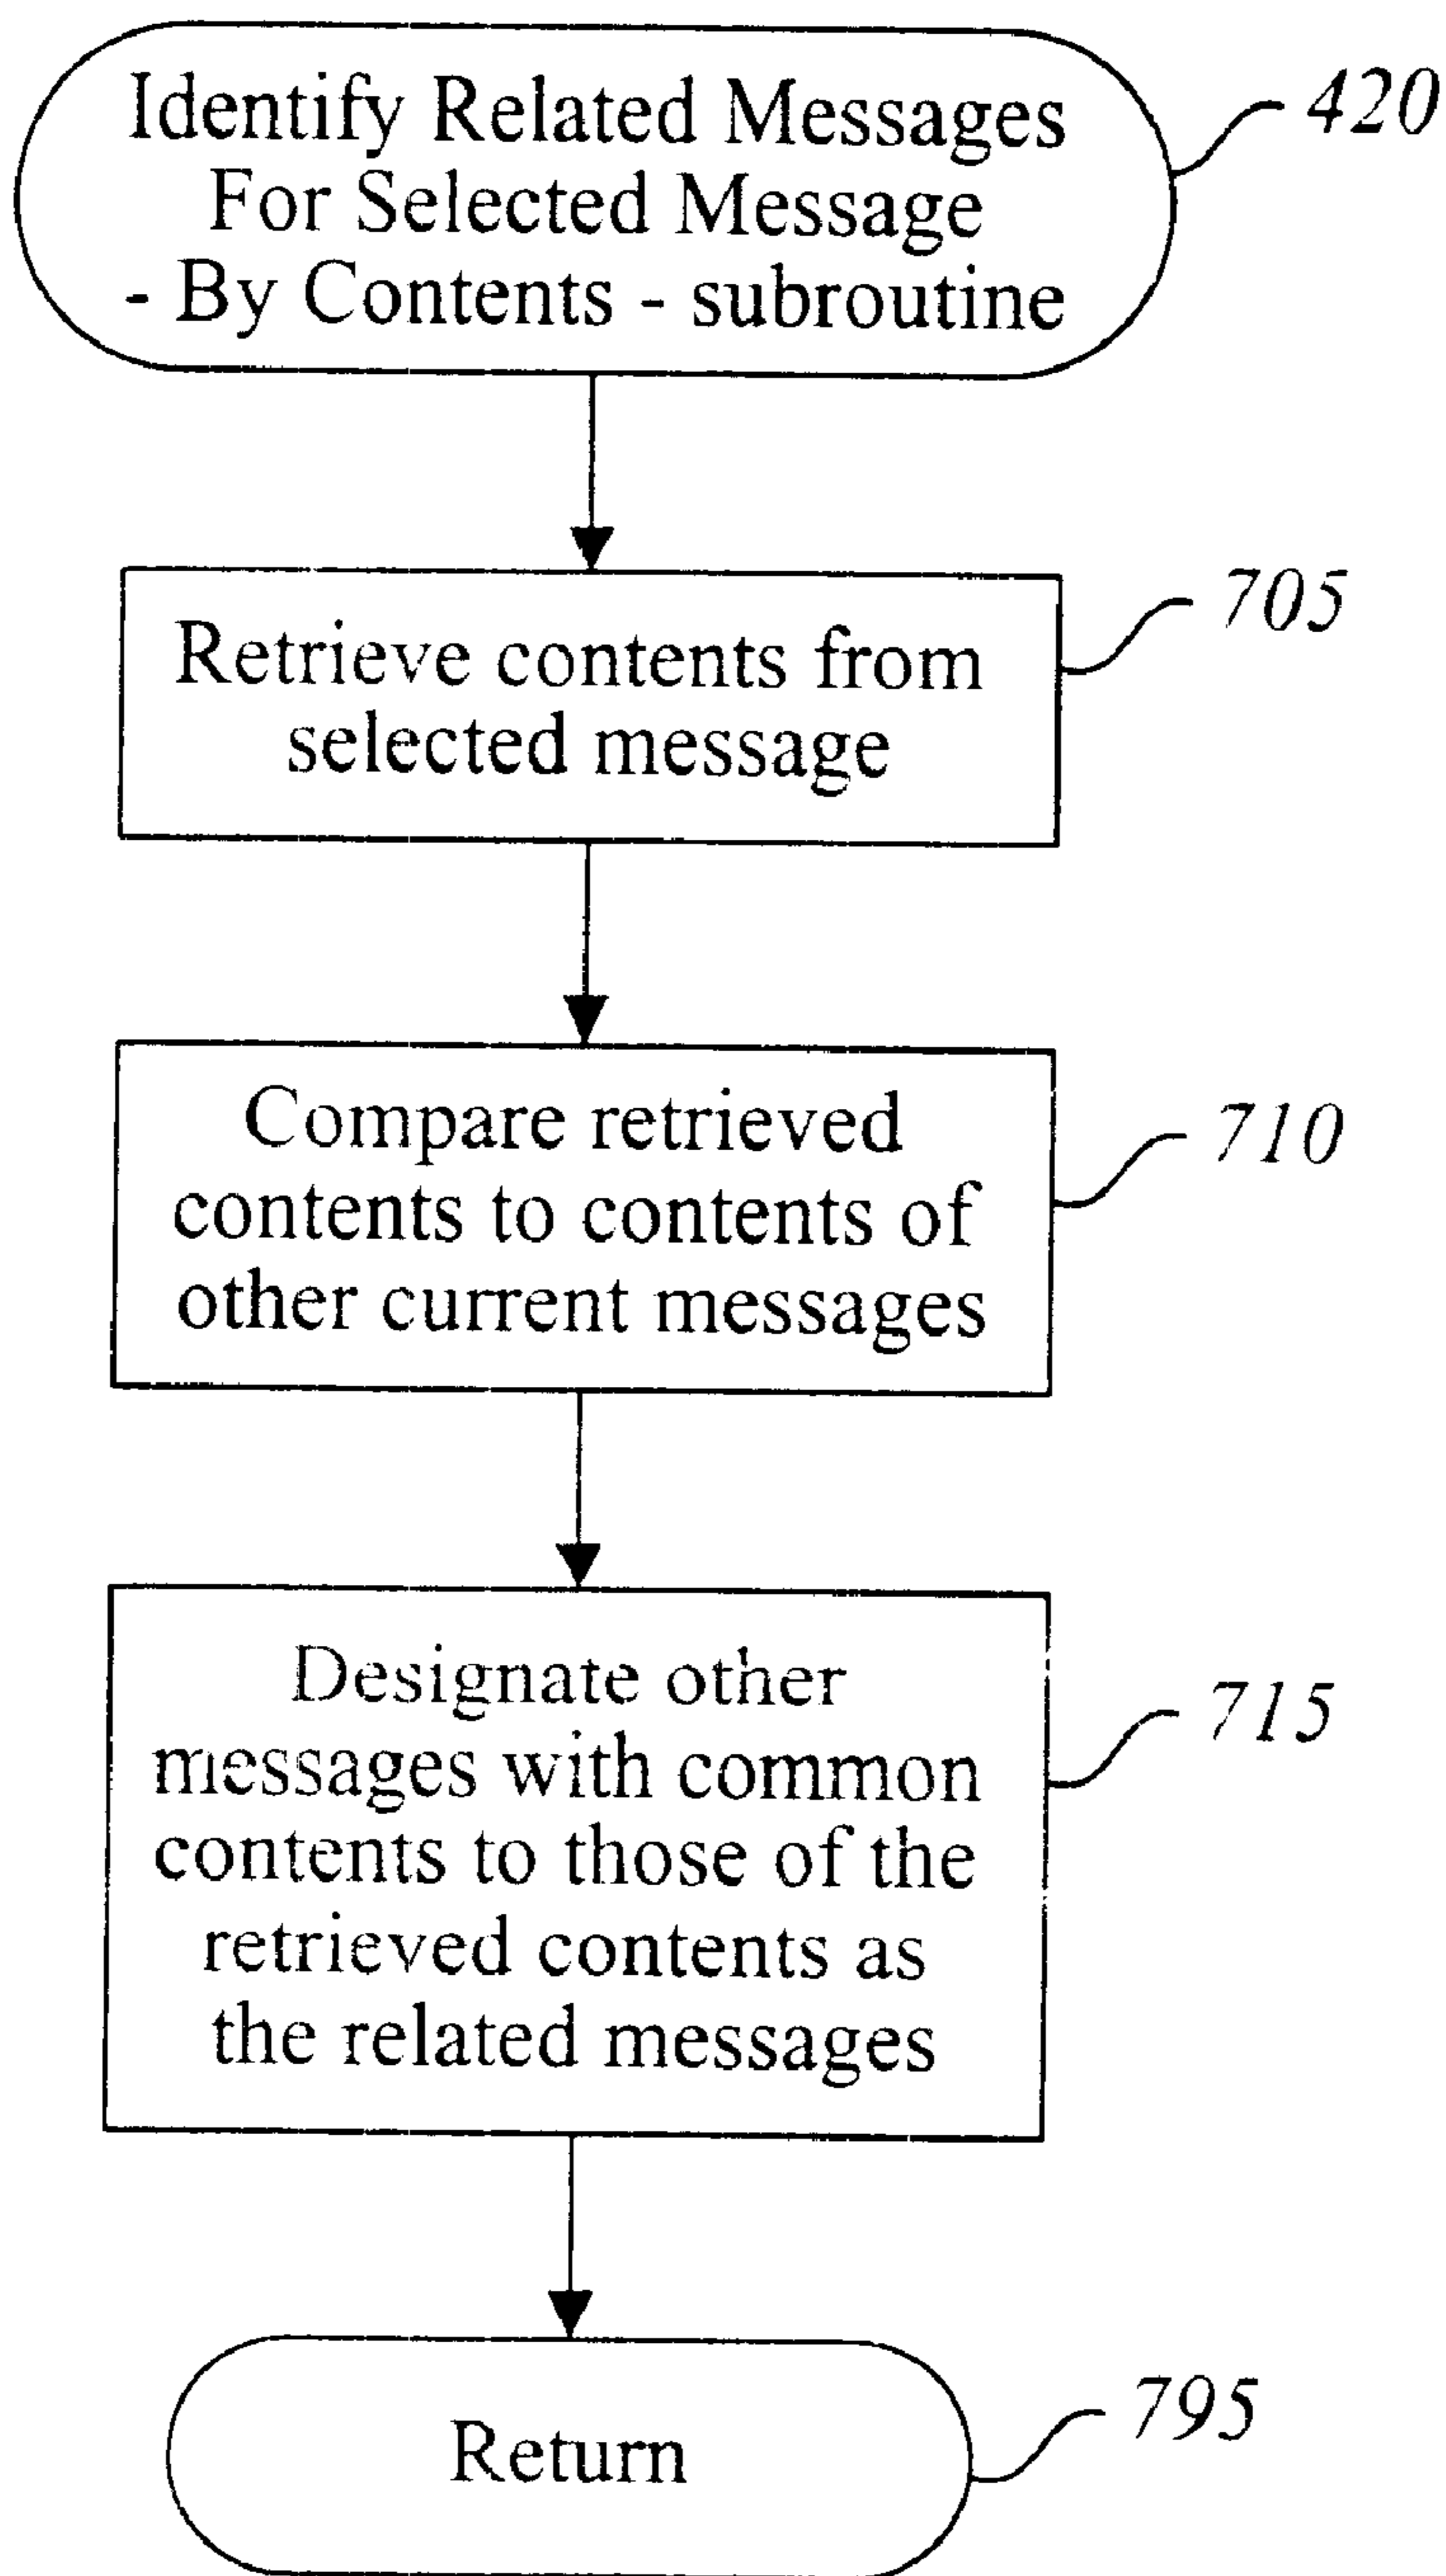 Identify Related Messages
For Selected Message
- By Contents - subroutine
420
Retrieve contents from
selected message
705
Compare retrieved
contents to contents of
other current messages
710
Designate other
messages with common
contents to those of the
retrieved contents as
the related messages
715
Return
795